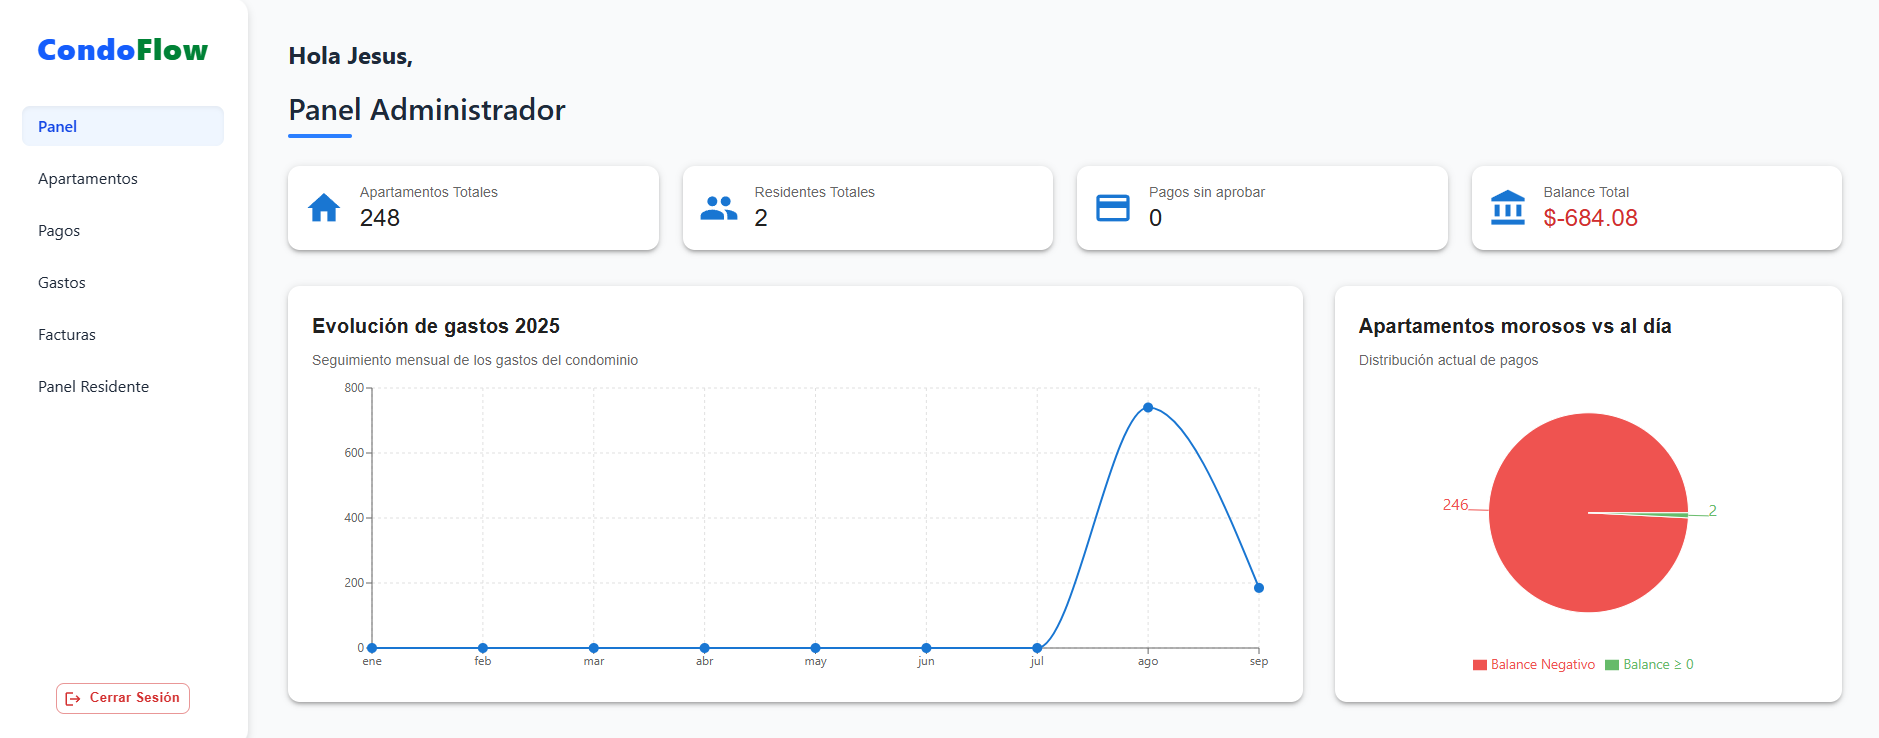 CondoFlow
Panel
Apartamentos
Pagos
Gastos
Facturas
Panel Residente
Cerrar Sesión
Hola Jesus,
Panel Administrador
Apartamentos Totales
248
Residentes Totales
2
Pagos sin aprobar
0
Balance Total
$-684.08
Evolución de gastos 2025
Seguimiento mensual de los gastos del condominio
800
600
400
200
0
ene feb mar abr may jun jul ago sep
Apartamentos morosos vs al día
Distribución actual de pagos
246
2
Balance Negativo Balance ≥ 0